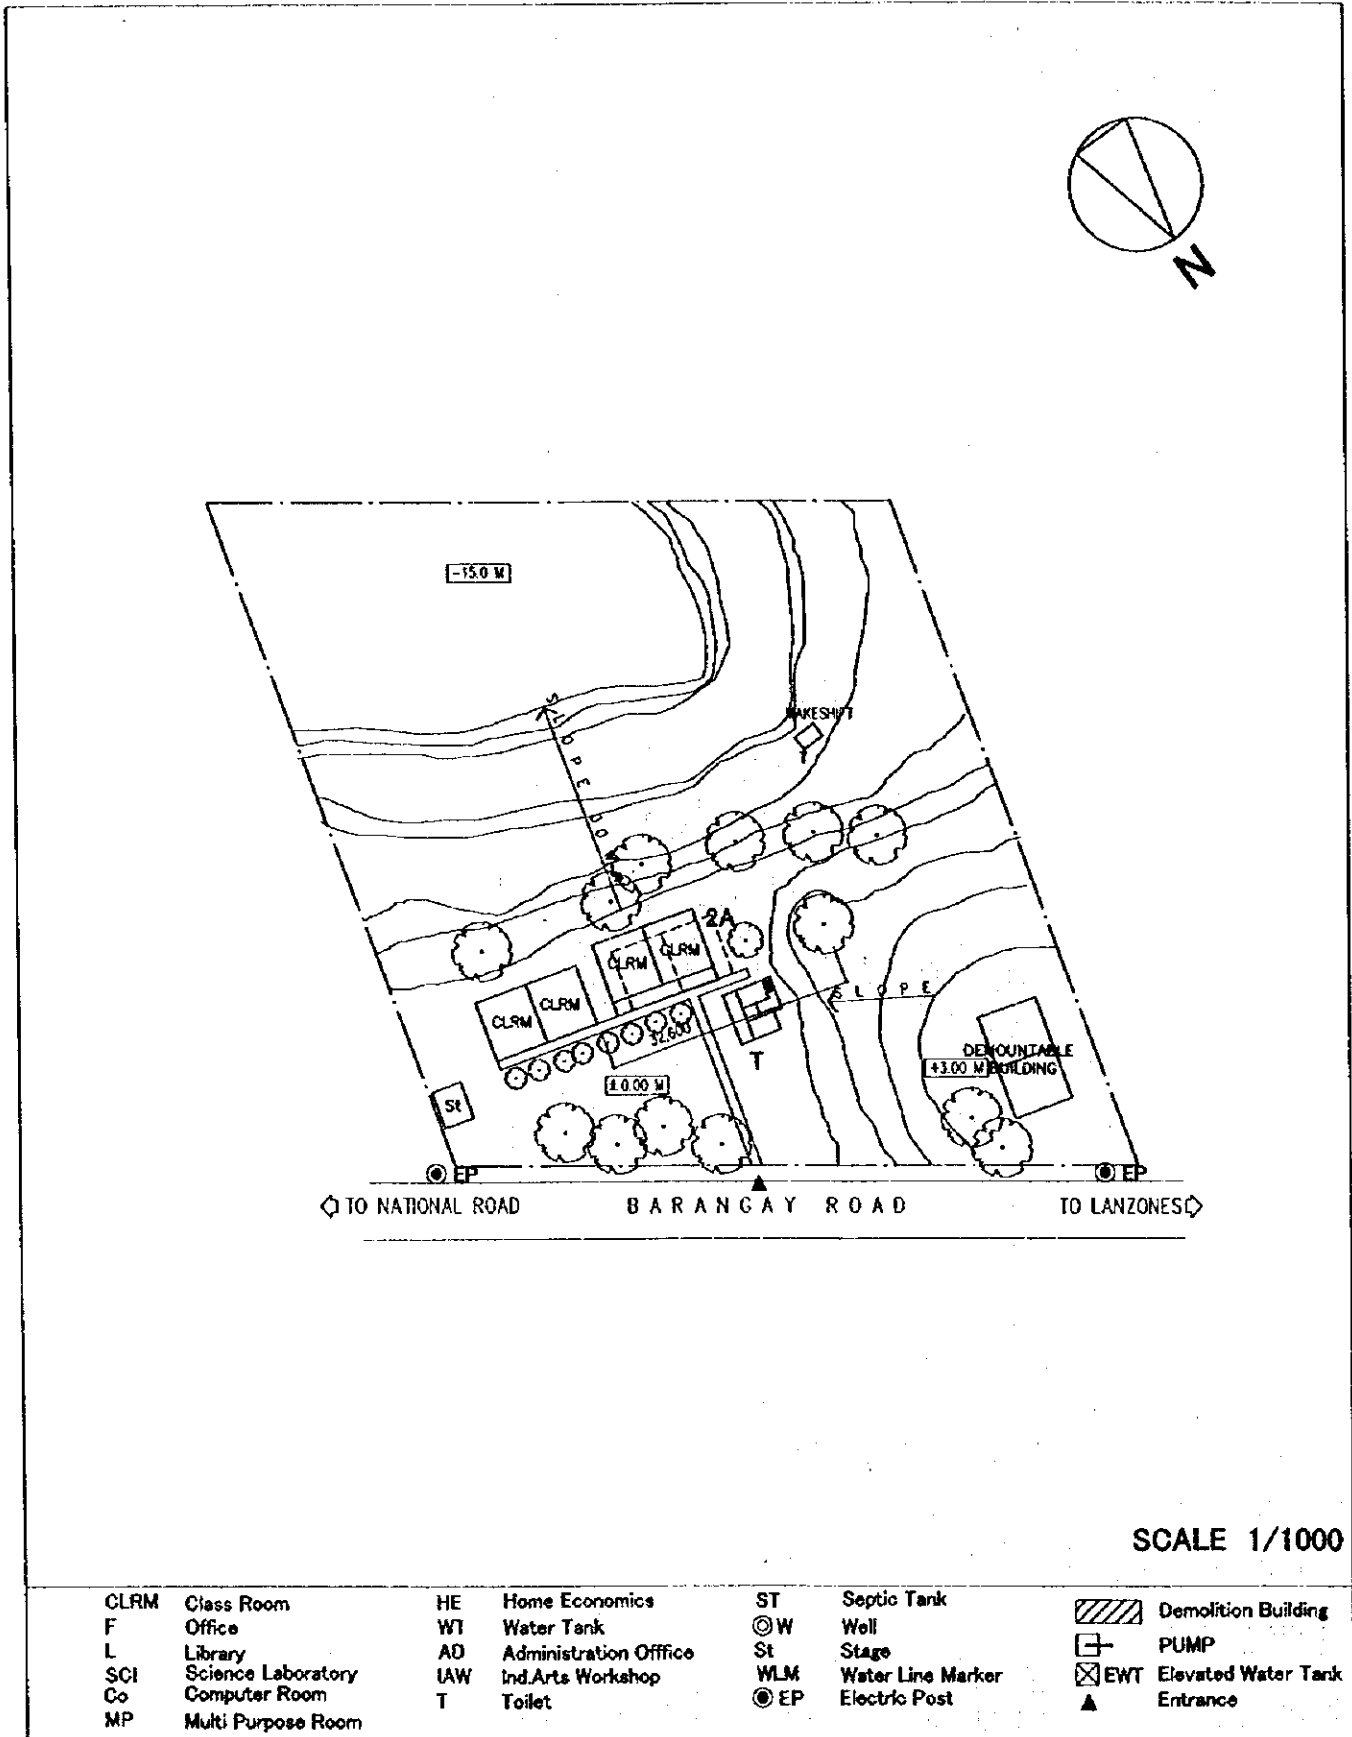 N
-15.0 M
SLOPE DO
MAKESHIFT
T
2A
CLRM
CLRM
CLRM
CLRM
SLOPE
32,600
T
DEMOUNTABLE
BUILDING
+3.00 M
±0.00 M
St
EP
EP
TO NATIONAL ROAD
BARANGAY ROAD
TO LANZONES
SCALE 1/1000
CLRM Class Room
F Office
L Library
SCI Science Laboratory
Co Computer Room
MP Multi Purpose Room
HE Home Economics
WT Water Tank
AD Administration Offfice
IAW Ind.Arts Workshop
T Toilet
ST Septic Tank
W Well
St Stage
WLM Water Line Marker
EP Electric Post
Demolition Building
PUMP
EWT Elevated Water Tank
Entrance